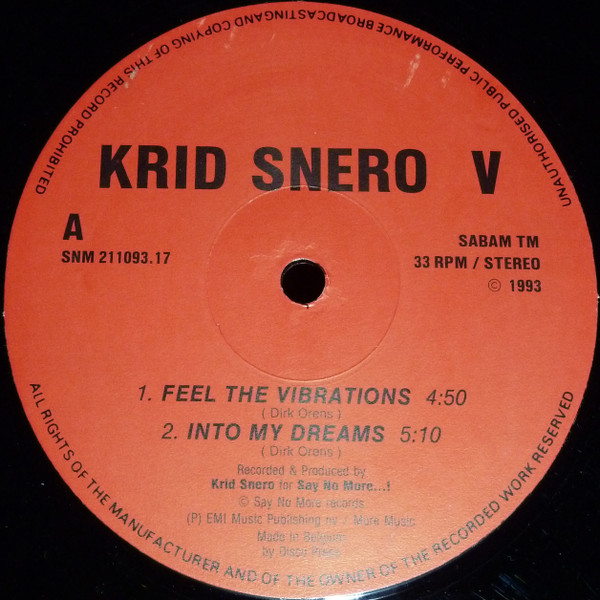 UNAUTHORISED PUBLIC PERFORMANCE BROADCASTING AND COPYING OF THIS RECORD PROHIBITED
KRID SNERO V
A
SNM 211093.17
SABAM TM
33 RPM / STEREO
© 1993
1. FEEL THE VIBRATIONS 4:50
( Dirk Orens )
2. INTO MY DREAMS 5:10
( Dirk Orens )
Recorded & Produced by
Krid Snero for Say No More...!
© Say No More records
(P) EMI Music Publishing nv / More Music
Made in Belgium
by Disco Press
ALL RIGHTS OF THE MANUFACTURER AND OF THE OWNER OF THE RECORDED WORK RESERVED